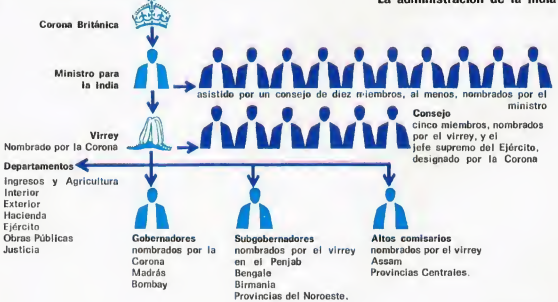 La administración de la India
Corona Británica
Ministro para
la India
asistido por un consejo de diez miembros, al menos, nombrados por el
ministro
Consejo
cinco miembros, nombrados
por el virrey, y el
jefe supremo del Ejército,
designado por la Corona
Virrey
Nombrado por la Corona
Departamentos
Ingresos y Agricultura
Interior
Exterior
Hacienda
Ejército
Obras Públicas
Justicia
Gobernadores
nombrados por la
Corona
Madrás
Bombay
Subgobernadores
nombrados por el virrey
en el Penjab
Bengale
Birmania
Provincias del Noroeste.
Altos comisarios
nombrados por el virrey
Assam
Provincias Centrales.